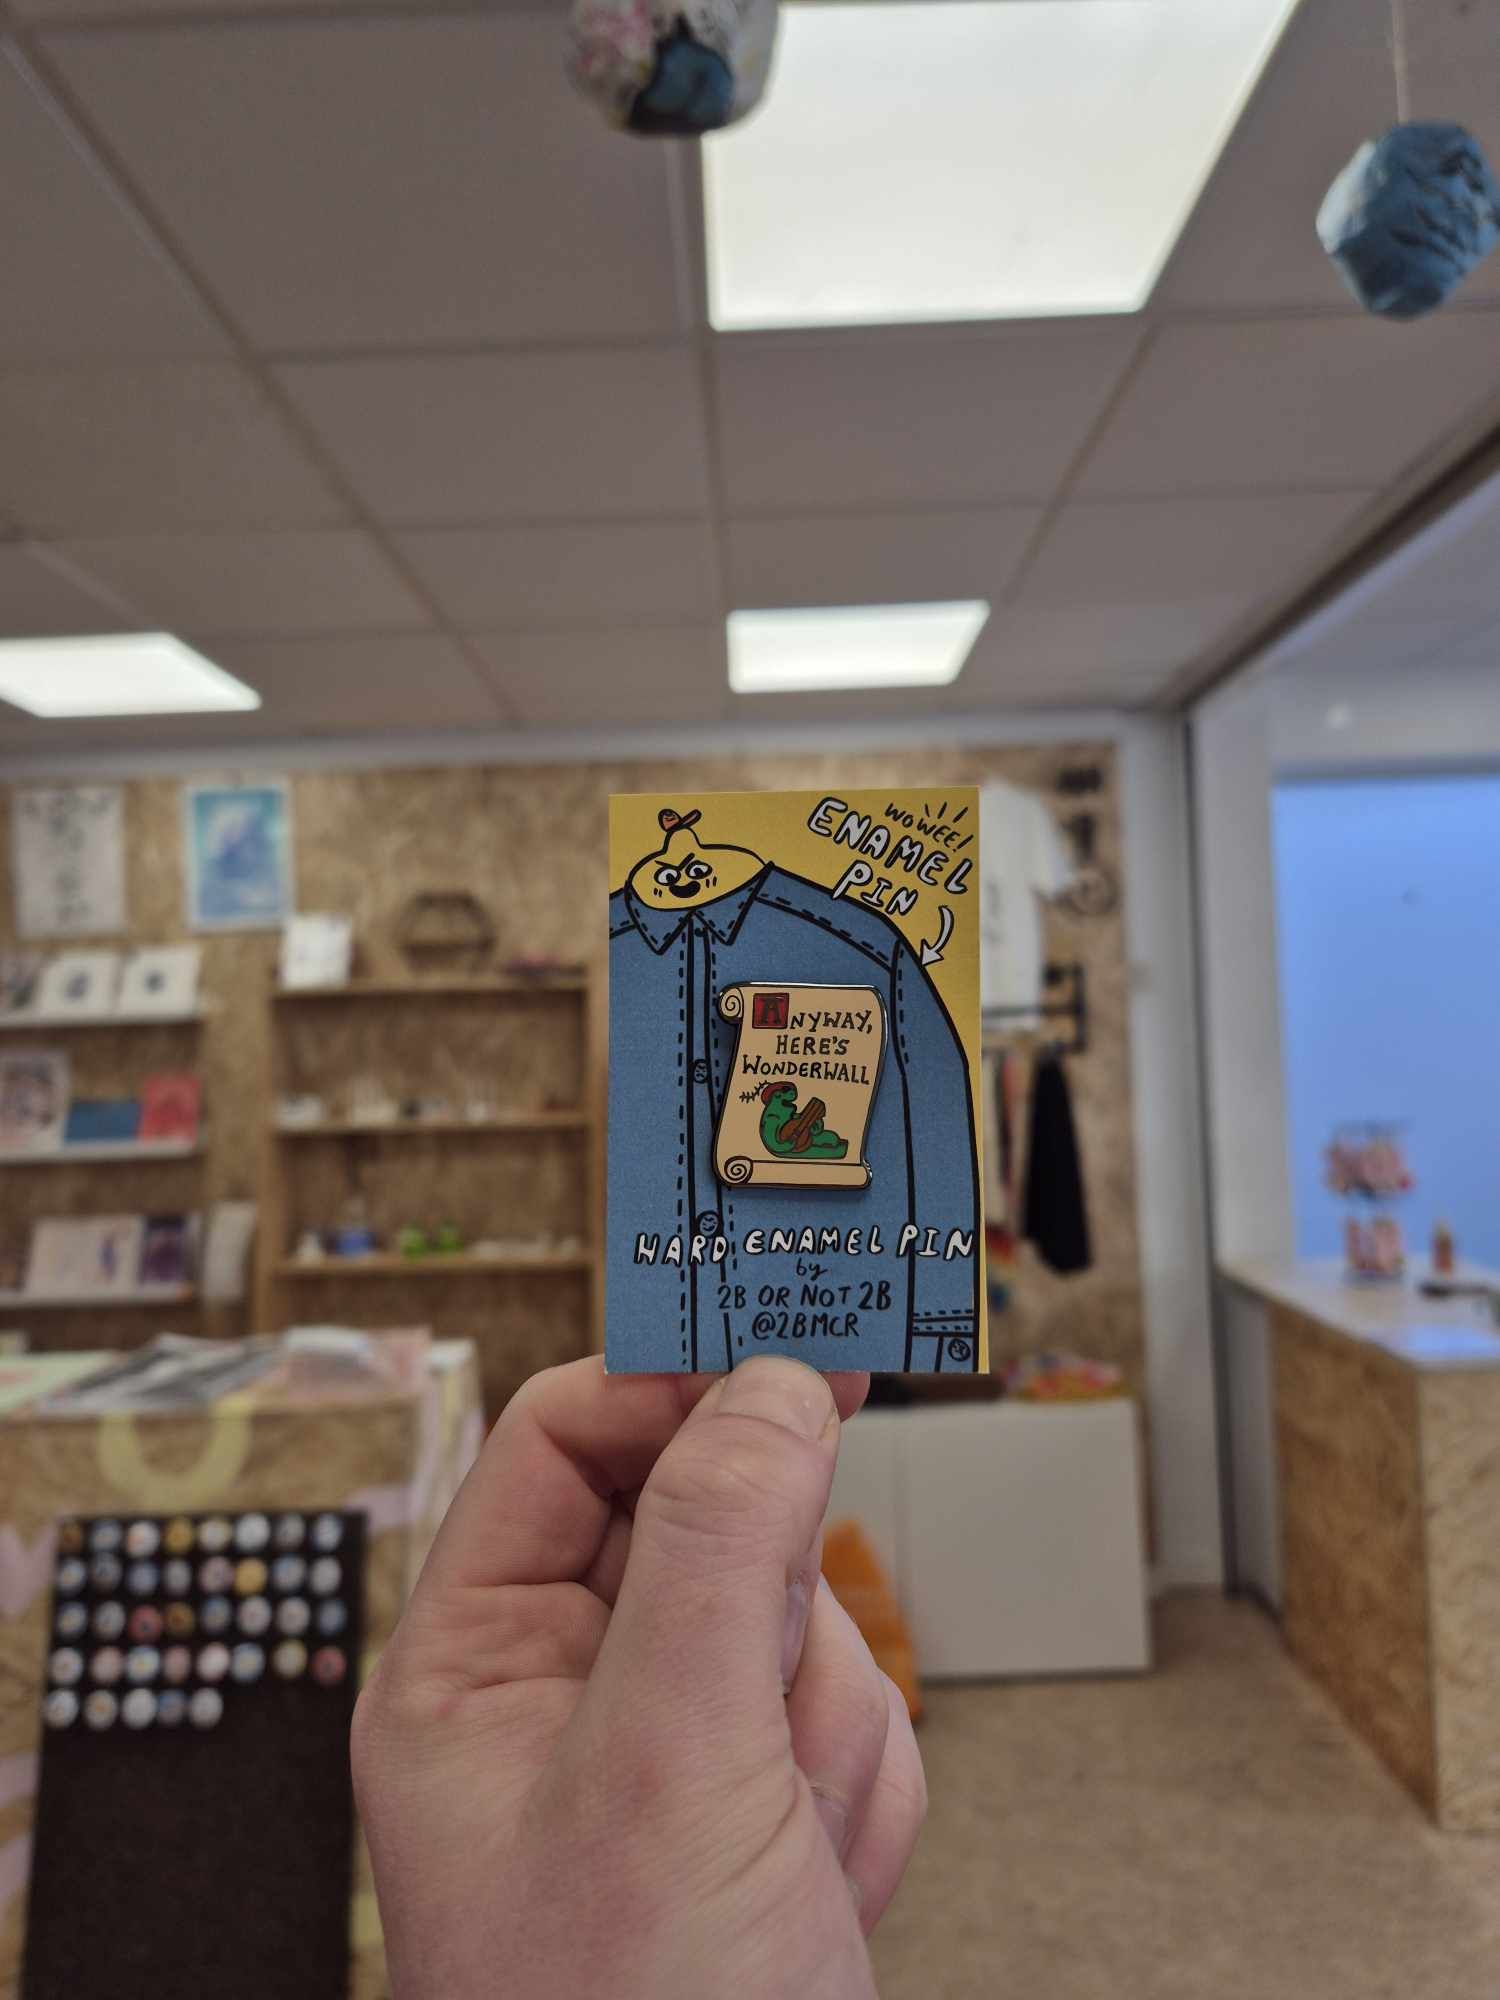 WOWEE!
ENAMEL
PIN
ANYWAY,
HERE'S
WONDERWALL
HARD ENAMEL PIN
by
2B OR NOT 2B
@2BMCR